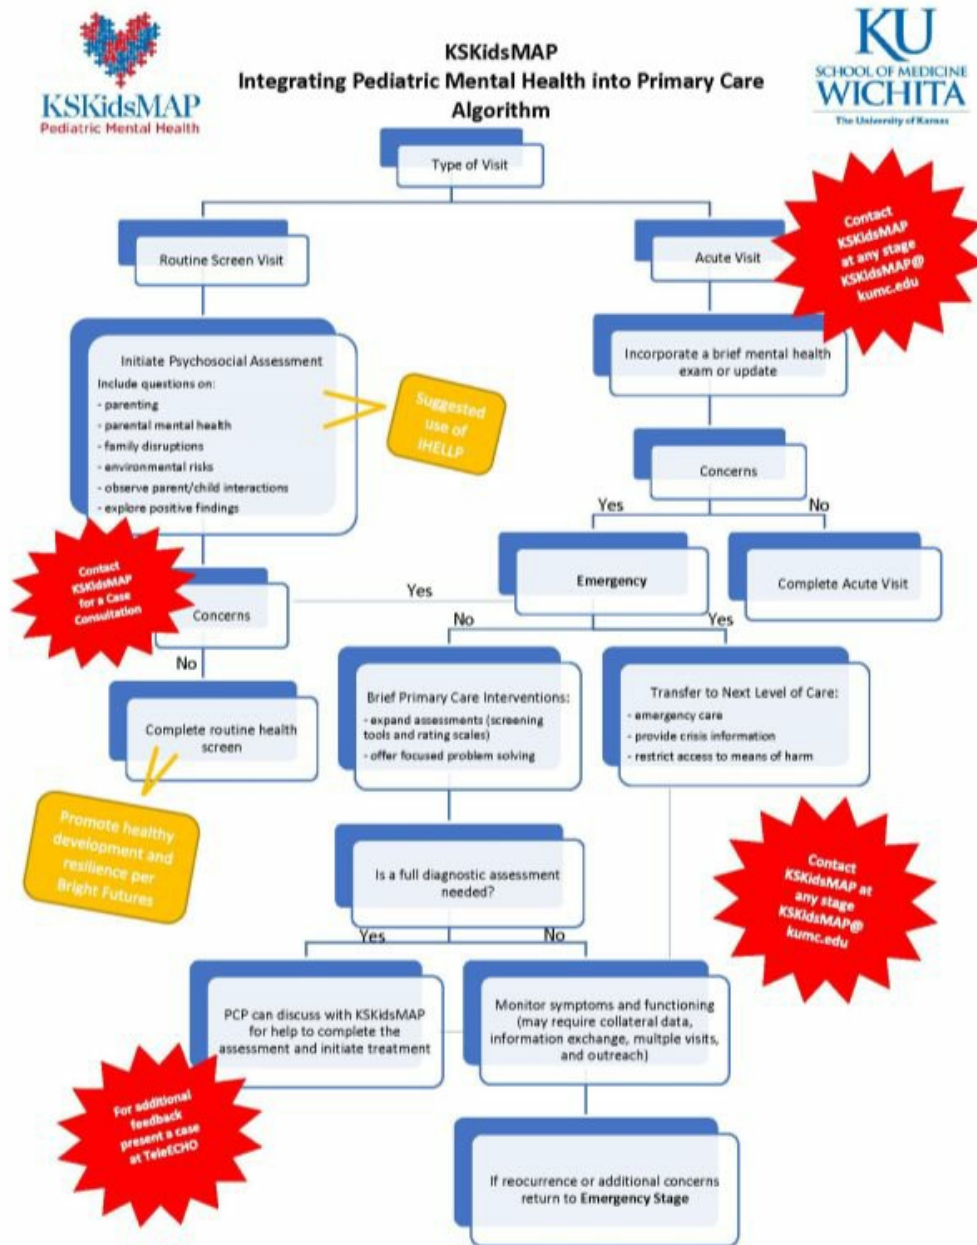 KSKidsMAP
Pediatric Mental Health
KSKidsMAP
Integrating Pediatric Mental Health into Primary Care
Algorithm
KU
SCHOOL OF MEDICINE
WICHITA
The University of Kansas
Type of Visit
Routine Screen Visit
Acute Visit
Contact
KSKidsMAP
at any stage
KSKidsMAP@
kumc.edu
Initiate Psychosocial Assessment
Include questions on:
- parenting
- parental mental health
- family disruptions
- environmental risks
- observe parent/child interactions
- explore positive findings
Suggested
use of
IHELLP
Incorporate a brief mental health
exam or update
Concerns
Yes
No
Contact
KSKidsMAP
for a Case
Consultation
Concerns
Yes
Emergency
Complete Acute Visit
No
No
Yes
Complete routine health
screen
Brief Primary Care Interventions:
- expand assessments (screening
tools and rating scales)
- offer focused problem solving
Transfer to Next Level of Care:
- emergency care
- provide crisis information
- restrict access to means of harm
Promote healthy
development and
resilience per
Bright Futures
Is a full diagnostic assessment
needed?
Contact
KSKidsMAP at
any stage
KSKidsMAP@
kumc.edu
Yes
No
PCP can discuss with KSKidsMAP
for help to complete the
assessment and initiate treatment
Monitor symptoms and functioning
(may require collateral data,
information exchange, multple visits,
and outreach)
For additional
feedback
present a case
at TeleECHO
If reocurrence or additional concerns
return to Emergency Stage